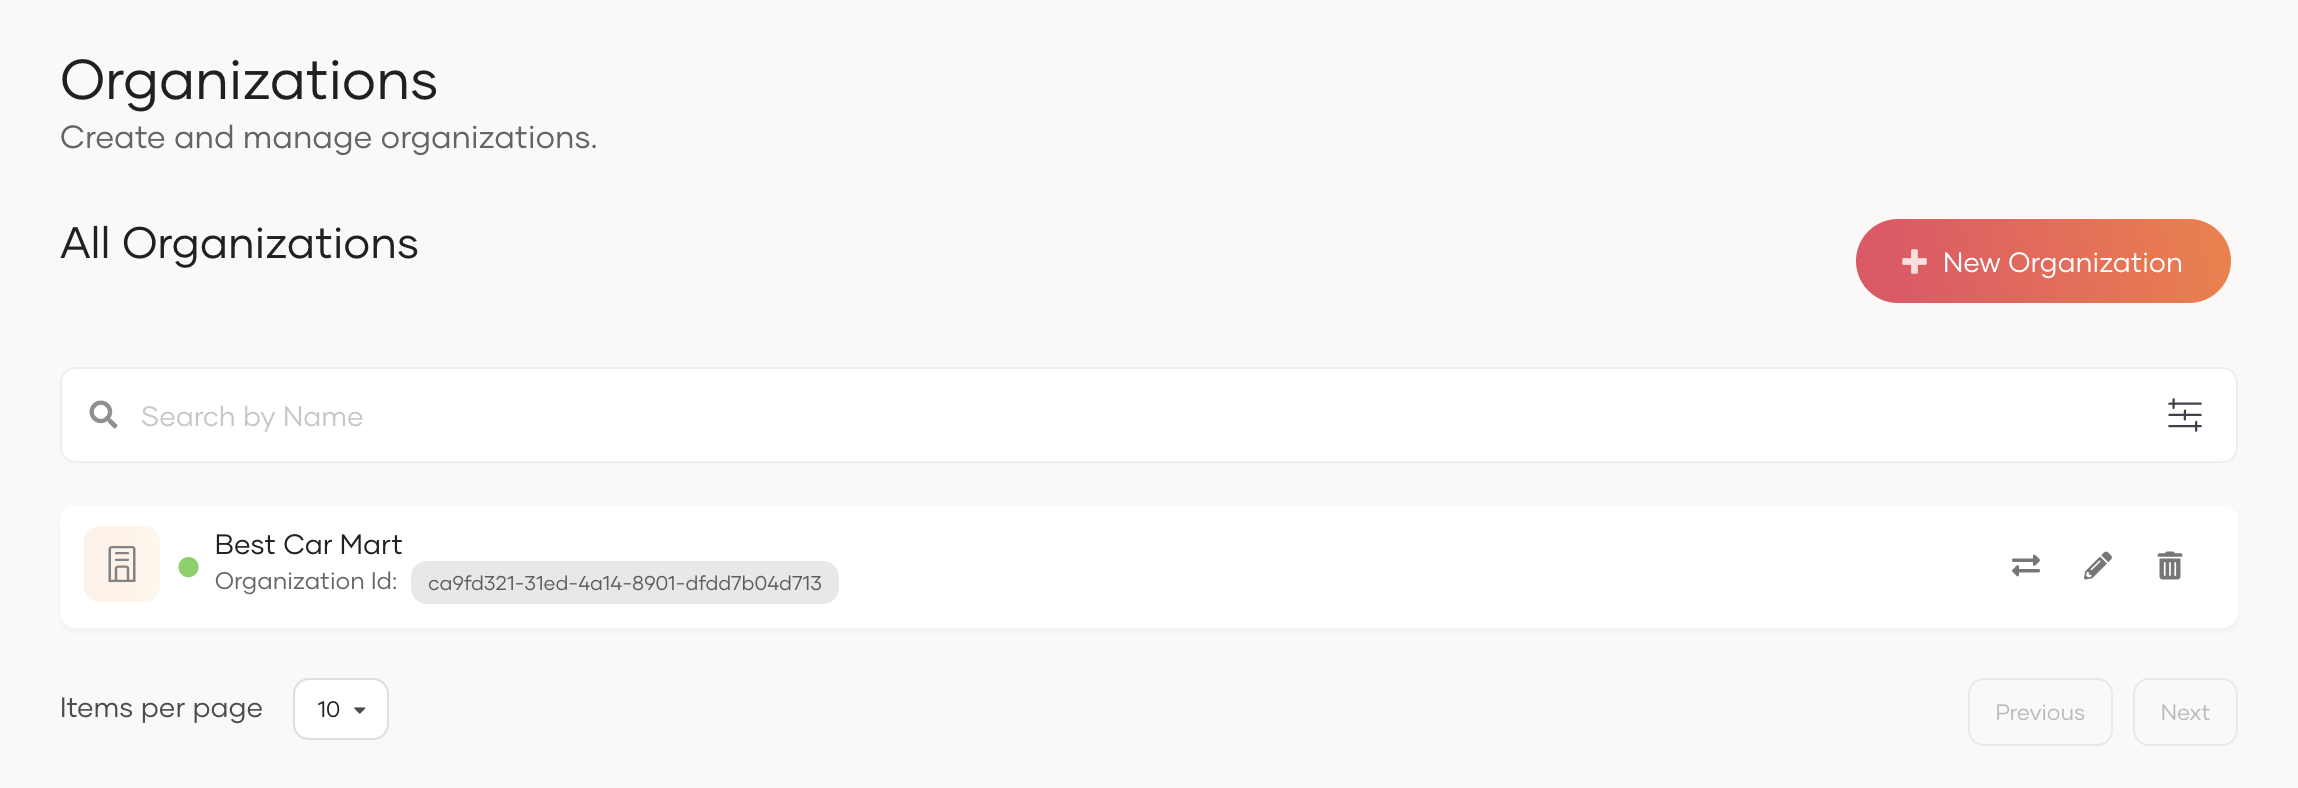 Organizations
Create and manage organizations.
All Organizations
New Organization
Search by Name
Best Car Mart
Organization Id: ca9fd321-31ed-4a14-8901-dfdd7b04d713
Items per page 10 Previous Next